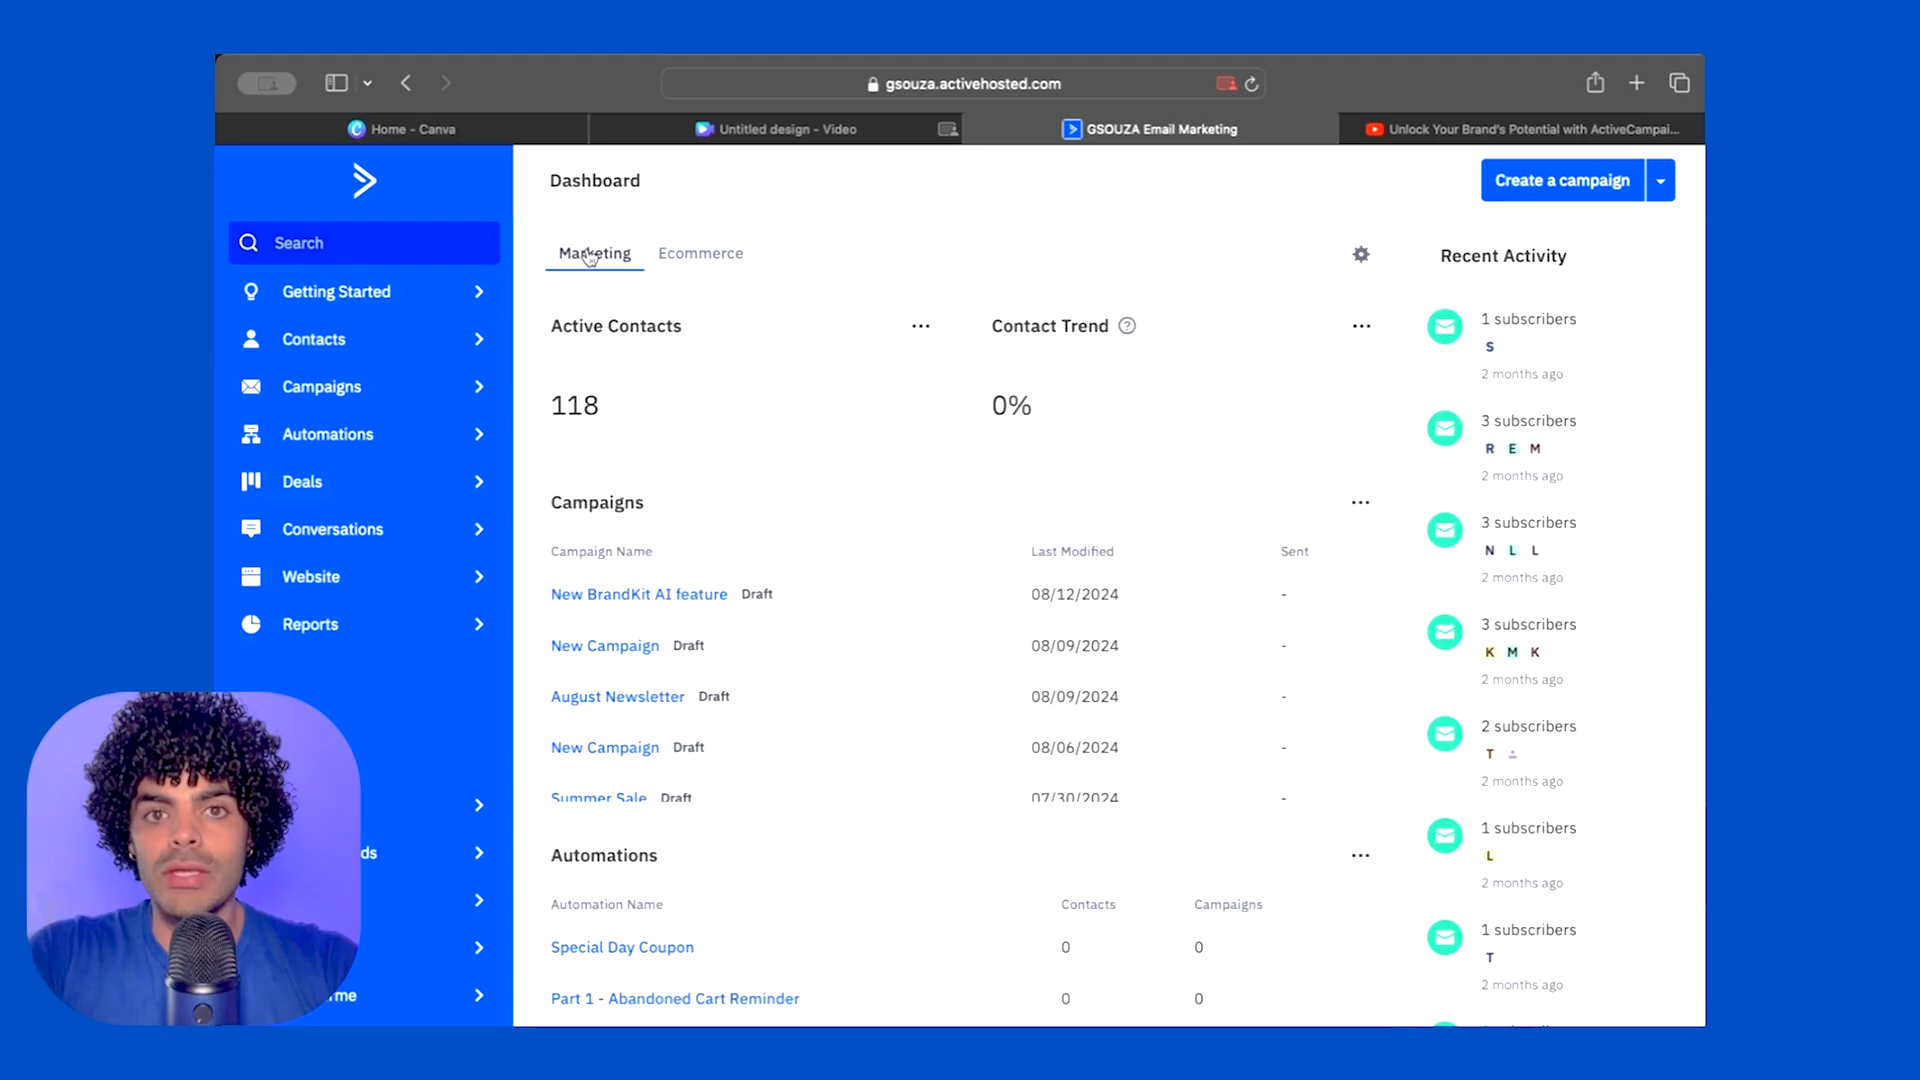 gsouza.activehosted.com
Home - Canva
Untitled design - Video
GSOUZA Email Marketing
Unlock Your Brand's Potential with ActiveCampai...
Dashboard
Create a campaign
Search
Getting Started
Contacts
Campaigns
Automations
Deals
Conversations
Website
Reports
ds
me
Marketing
Ecommerce
Active Contacts
118
Contact Trend
0%
Campaigns
Campaign Name Last Modified Sent
New BrandKit AI feature Draft 08/12/2024 -
New Campaign Draft 08/09/2024 -
August Newsletter Draft 08/09/2024 -
New Campaign Draft 08/06/2024 -
Summer Sale Draft 07/30/2024 -
Automations
Automation Name Contacts Campaigns
Special Day Coupon 0 0
Part 1 - Abandoned Cart Reminder 0 0
Recent Activity
1 subscribers
S
2 months ago
3 subscribers
R E M
2 months ago
3 subscribers
N L L
2 months ago
3 subscribers
K M K
2 months ago
2 subscribers
T
2 months ago
1 subscribers
L
2 months ago
1 subscribers
T
2 months ago